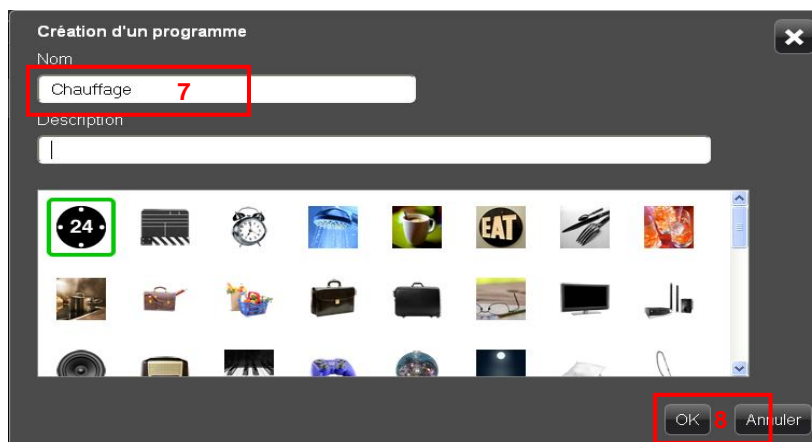 Création d'un programme
Nom
Chauffage 7
Description
24
EAT
OK 8 Annuler